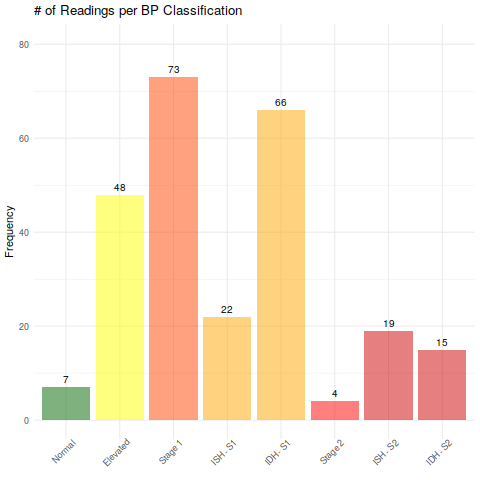 # of Readings per BP Classification
80
60
40
20
0
Frequency
7
48
73
22
66
4
19
15
Normal
Elevated
Stage 1
ISH - S1
IDH - S1
Stage 2
ISH - S2
IDH - S2